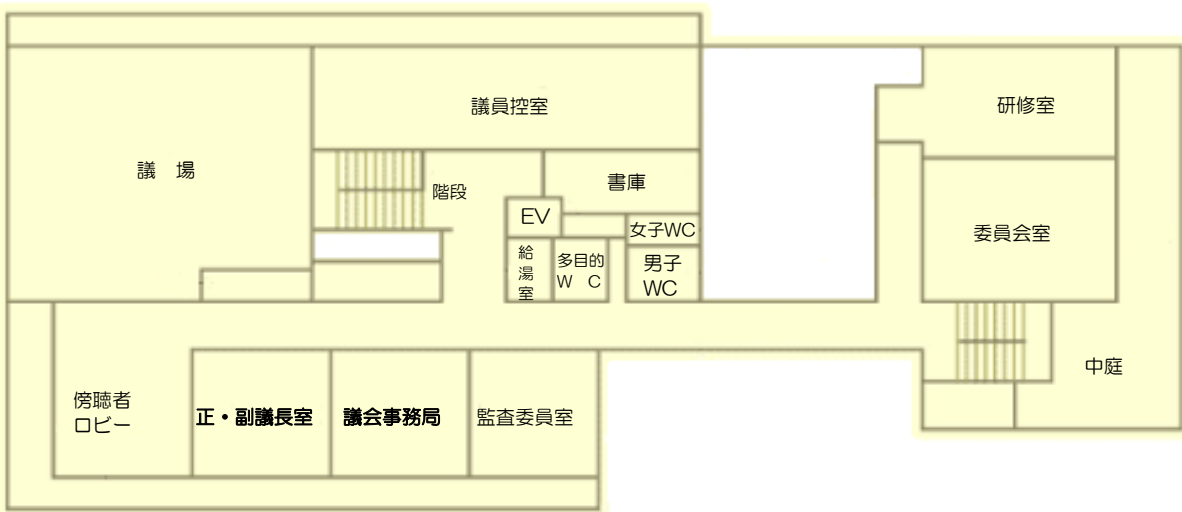 議員控室
研修室
議　場
階段
書庫
EV
女子WC
委員会室
給
湯
室
多目的
W　C
男子
WC
中庭
傍聴者
ロビー
正・副議長室
議会事務局
監査委員室